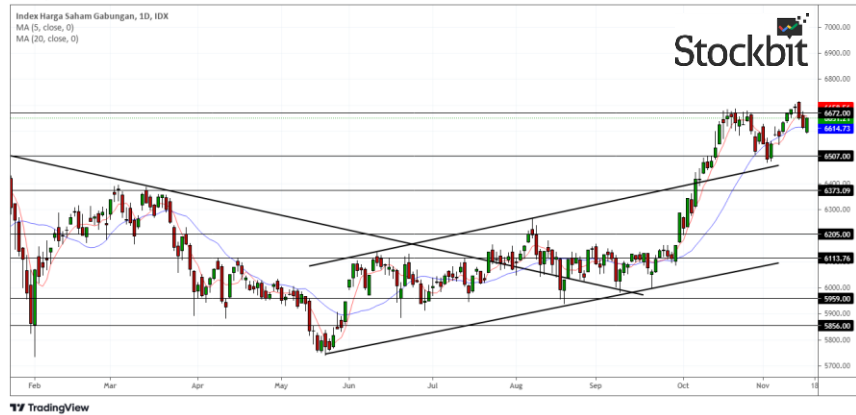 Index Harga Saham Gabungan, 1D, IDX
MA (5, close, 0)
MA (20, close, 0)
Stockbit
7000.00
6900.00
6800.00
6672.00
6614.73
6507.00
6373.09
6300.00
6205.00
6113.76
6000.00
5959.00
5900.00
5856.00
5800.00
5700.00
Feb
Mar
Apr
May
Jun
Jul
Aug
Sep
Oct
Nov
18
TradingView